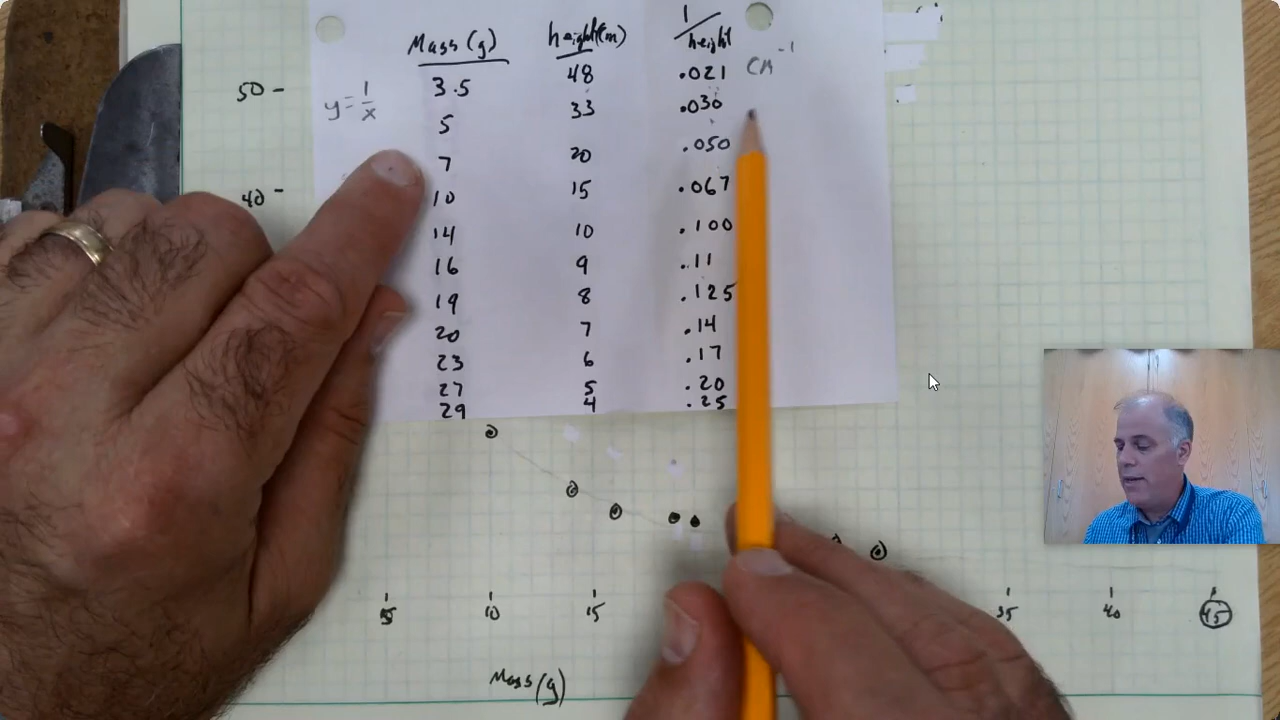 Mass (g) height (cm) 1/height
3.5 48 .021 cm⁻¹
y = 1/x
5 33 .030
7 20 .050
10 15 .067
14 10 .100
16 9 .11
19 8 .125
20 7 .14
23 6 .17
27 5 .20
29 4 .25
50
40
5 10 15 35 40 45
Mass (g)